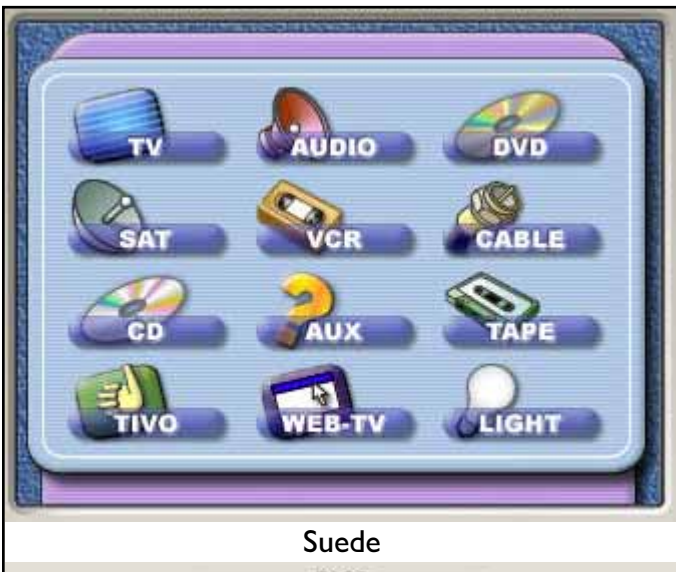 TV AUDIO DVD
SAT VCR CABLE
CD AUX TAPE
TIVO WEB-TV LIGHT
Suede